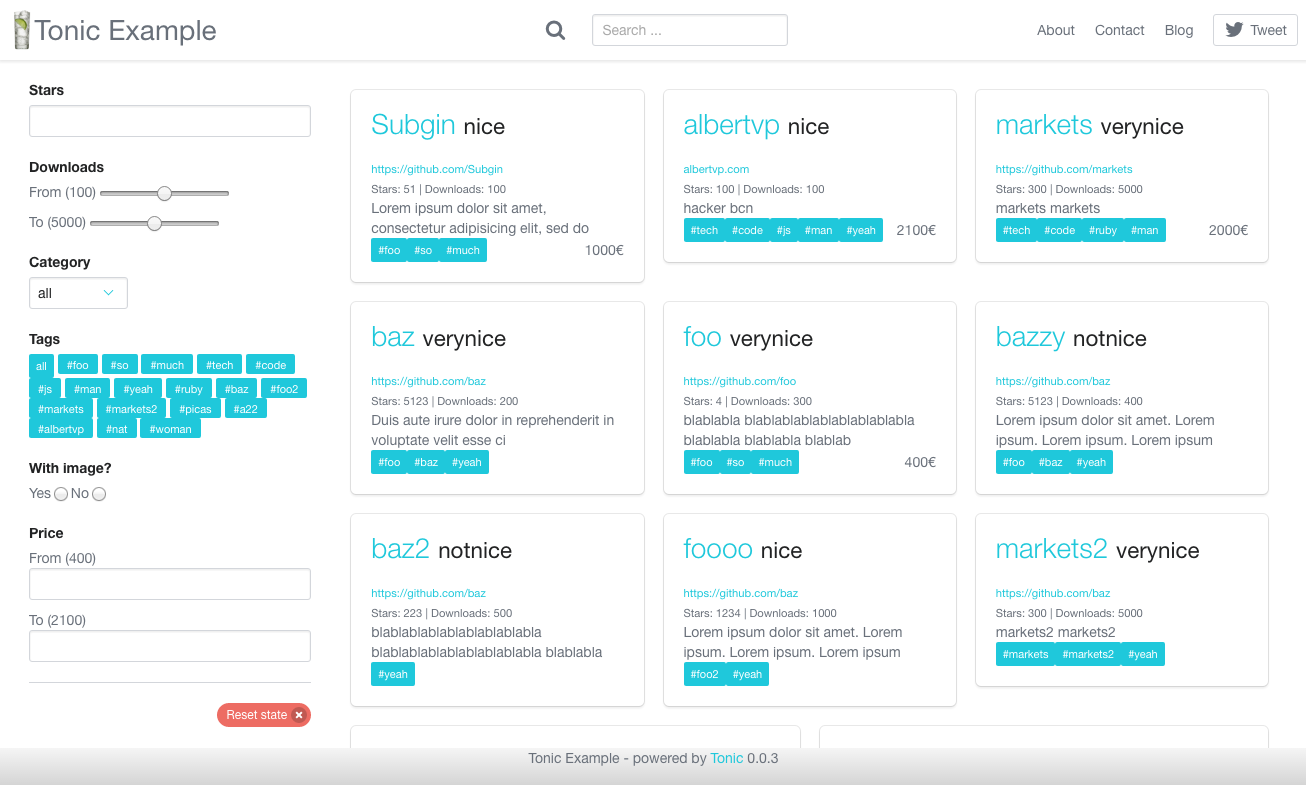 Tonic Example
Search ...
About
Contact
Blog
Tweet
Stars
Downloads
From (100)
To (5000)
Category
all
Tags
all #foo #so #much #tech #code
#js #man #yeah #ruby #baz #foo2
#markets #markets2 #picas #a22
#albertvp #nat #woman
With image?
Yes No
Price
From (400)
To (2100)
Reset state
Subgin nice
https://github.com/Subgin
Stars: 51 | Downloads: 100
Lorem ipsum dolor sit amet,
consectetur adipisicing elit, sed do
#foo #so #much 1000€
albertvp nice
albertvp.com
Stars: 100 | Downloads: 100
hacker bcn
#tech #code #js #man #yeah 2100€
markets verynice
https://github.com/markets
Stars: 300 | Downloads: 5000
markets markets
#tech #code #ruby #man 2000€
baz verynice
https://github.com/baz
Stars: 5123 | Downloads: 200
Duis aute irure dolor in reprehenderit in
voluptate velit esse ci
#foo #baz #yeah
foo verynice
https://github.com/foo
Stars: 4 | Downloads: 300
blablabla blablablablablablablablabla
blablabla blablabla blablab
#foo #so #much 400€
bazzy notnice
https://github.com/baz
Stars: 5123 | Downloads: 400
Lorem ipsum dolor sit amet. Lorem
ipsum. Lorem ipsum. Lorem ipsum
#foo #baz #yeah
baz2 notnice
https://github.com/baz
Stars: 223 | Downloads: 500
blablablablablablablablabla
blablablablablablablablablabla blablabla
#yeah
foooo nice
https://github.com/baz
Stars: 1234 | Downloads: 1000
Lorem ipsum dolor sit amet. Lorem
ipsum. Lorem ipsum. Lorem ipsum
#foo2 #yeah
markets2 verynice
https://github.com/baz
Stars: 300 | Downloads: 5000
markets2 markets2
#markets #markets2 #yeah
Tonic Example - powered by Tonic 0.0.3